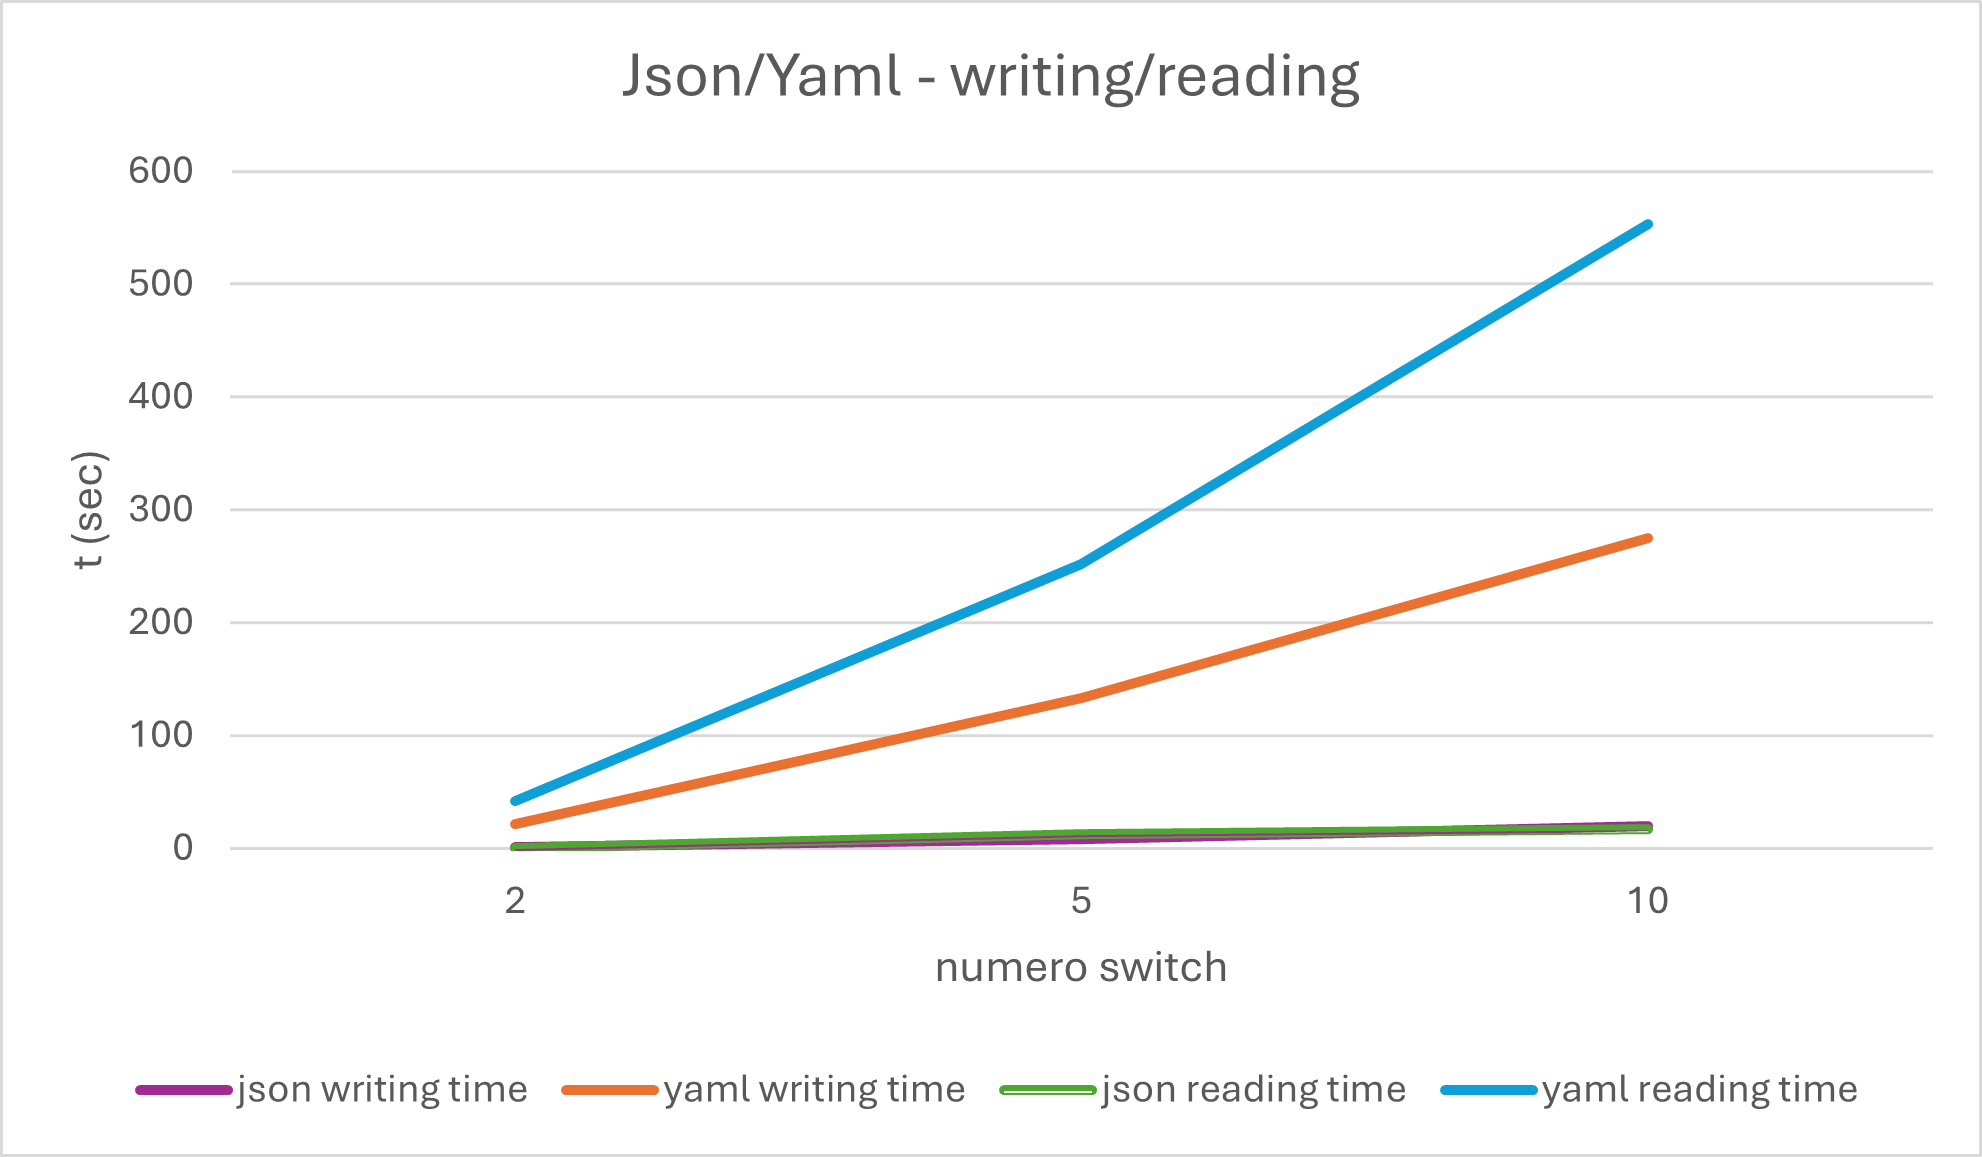 Json/Yaml - writing/reading
600
500
400
300
200
100
0
t (sec)
2 5 10
numero switch
json writing time yaml writing time json reading time yaml reading time